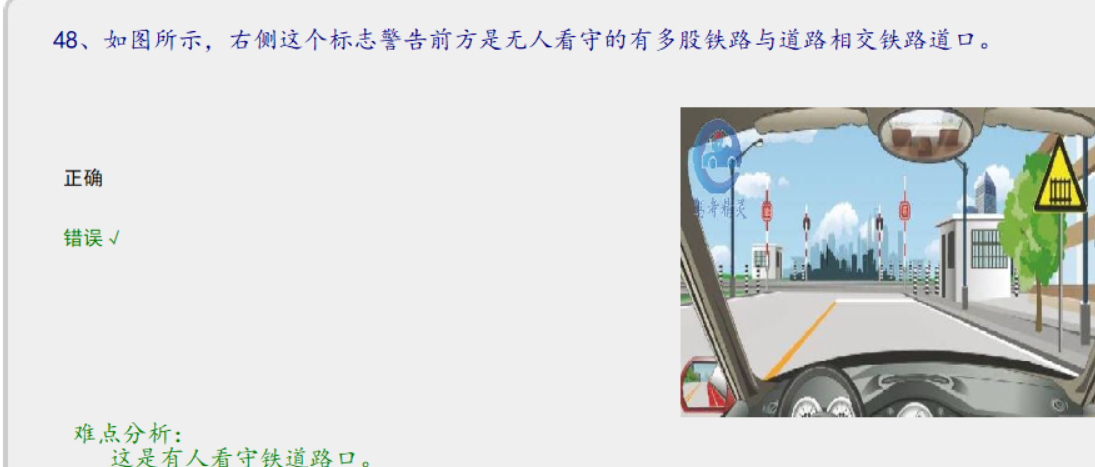 48、如图所示，右侧这个标志警告前方是无人看守的有多股铁路与道路相交铁路道口。
正确
错误 √
难点分析：
这是有人看守铁道路口。